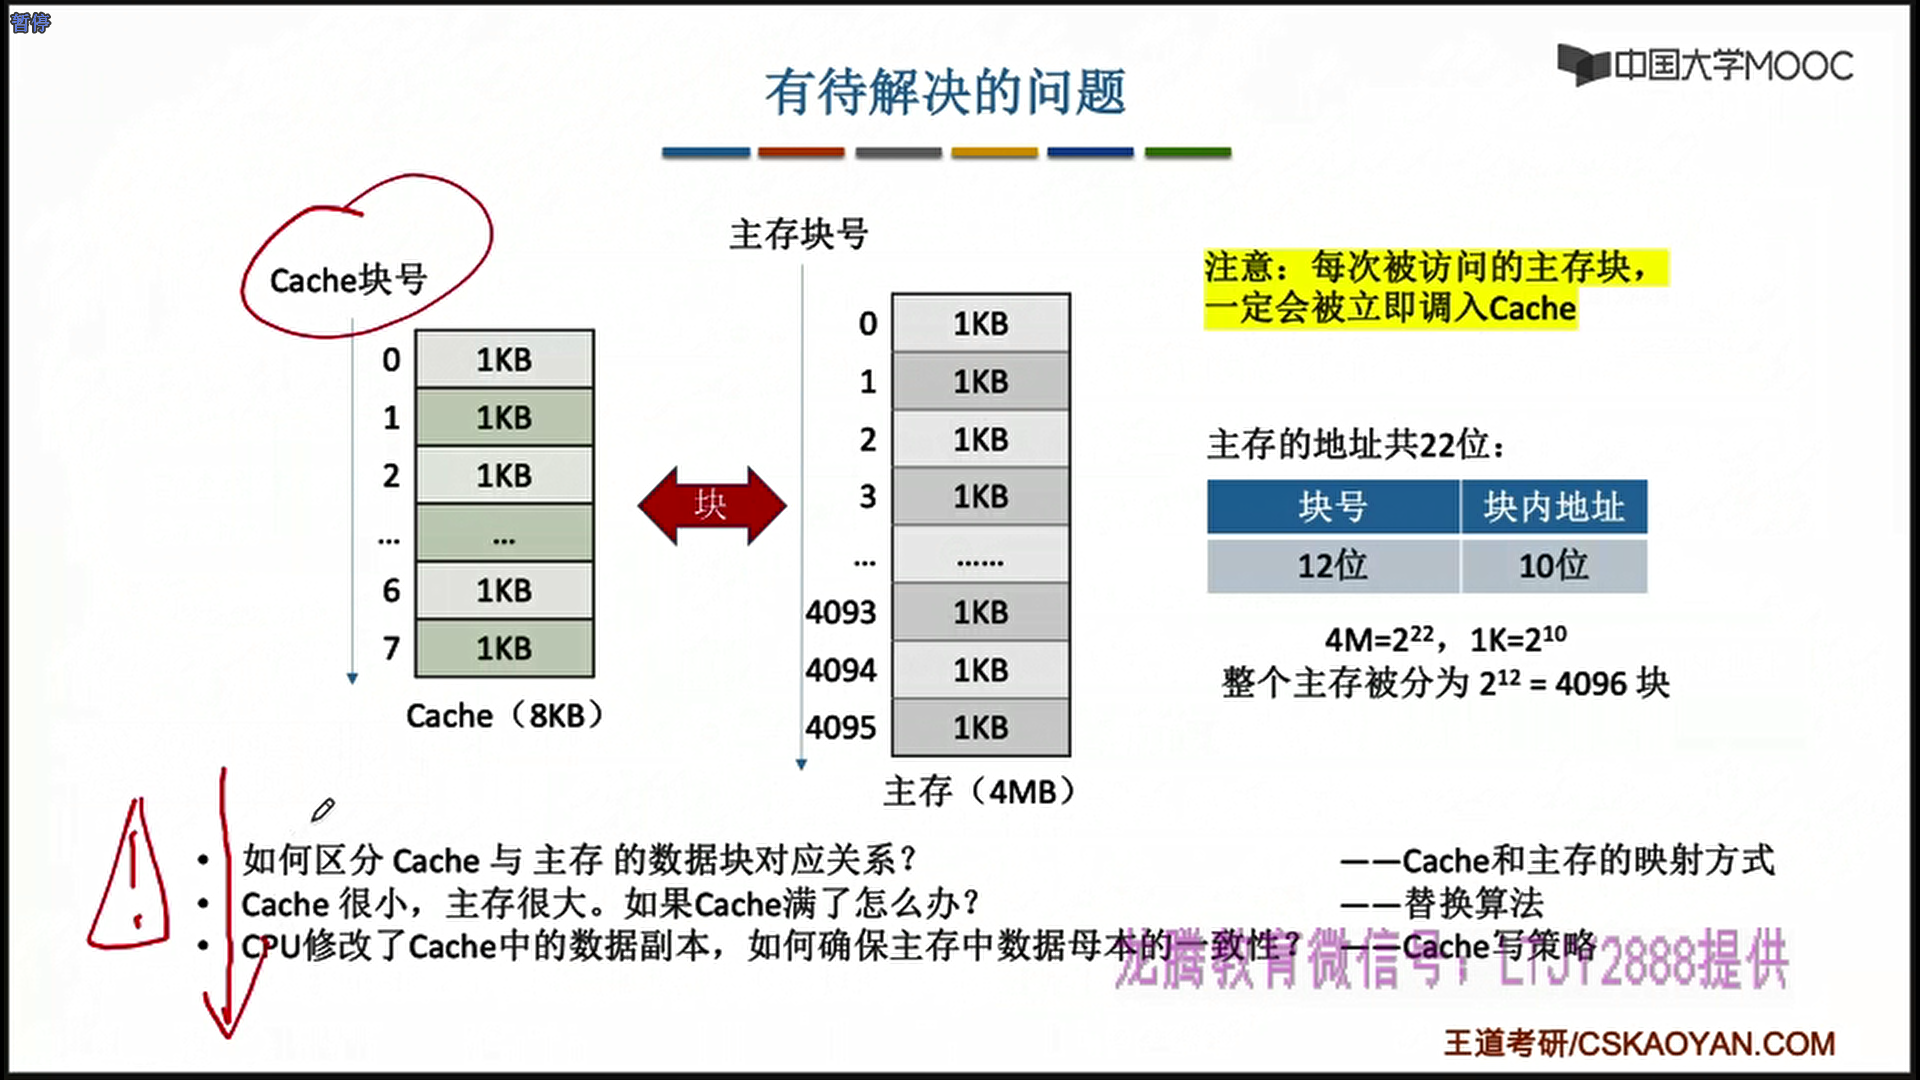 暂停
中国大学MOOC
有待解决的问题
Cache块号
0 1KB
1 1KB
2 1KB
... ...
6 1KB
7 1KB
Cache（8KB）
块
主存块号
0 1KB
1 1KB
2 1KB
3 1KB
... ......
4093 1KB
4094 1KB
4095 1KB
主存（4MB）
注意：每次被访问的主存块，
一定会被立即调入Cache
主存的地址共22位：
块号 块内地址
12位 10位
4M=2²²，1K=2¹⁰
整个主存被分为 2¹² = 4096 块
• 如何区分 Cache 与 主存 的数据块对应关系？ ——Cache和主存的映射方式
• Cache 很小，主存很大。如果Cache满了怎么办？ ——替换算法
• CPU修改了Cache中的数据副本，如何确保主存中数据母本的一致性？ ——Cache写策略
龙腾教育微信号：LTJY2888提供
王道考研/CSKAOYAN.COM